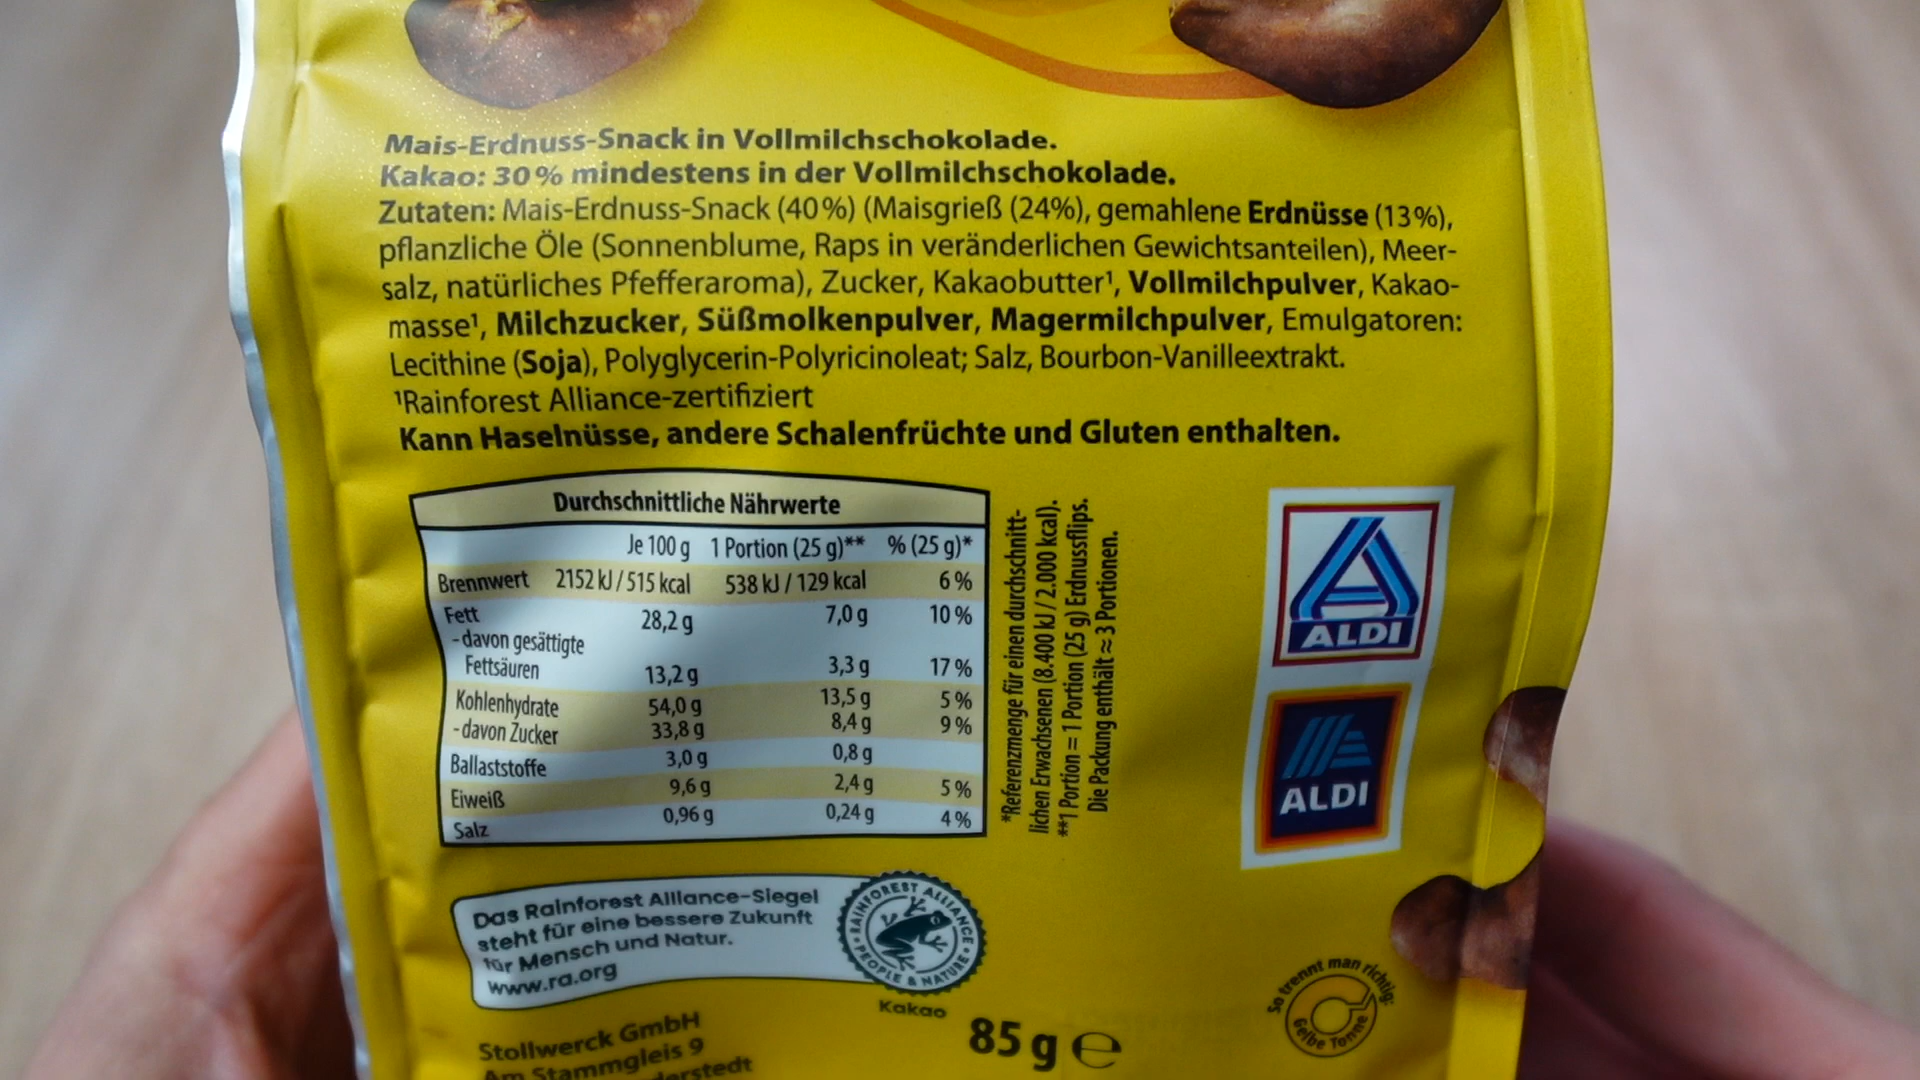 Mais-Erdnuss-Snack in Vollmilchschokolade.
Kakao: 30% mindestens in der Vollmilchschokolade.
Zutaten: Mais-Erdnuss-Snack (40%) (Maisgrieß (24%), gemahlene Erdnüsse (13%),
pflanzliche Öle (Sonnenblume, Raps in veränderlichen Gewichtsanteilen), Meer-
salz, natürliches Pfefferaroma), Zucker, Kakaobutter¹, Vollmilchpulver, Kakao-
masse¹, Milchzucker, Süßmolkenpulver, Magermilchpulver, Emulgatoren:
Lecithine (Soja), Polyglycerin-Polyricinoleat; Salz, Bourbon-Vanilleextrakt.
¹Rainforest Alliance-zertifiziert
Kann Haselnüsse, andere Schalenfrüchte und Gluten enthalten.
Durchschnittliche Nährwerte
Je 100 g 1 Portion (25 g)** % (25 g)*
Brennwert 2152 kJ / 515 kcal 538 kJ / 129 kcal 6 %
Fett 28,2 g 7,0 g 10 %
- davon gesättigte
Fettsäuren 13,2 g 3,3 g 17 %
Kohlenhydrate 54,0 g 13,5 g 5 %
- davon Zucker 33,8 g 8,4 g 9 %
Ballaststoffe 3,0 g 0,8 g
Eiweiß 9,6 g 2,4 g 5 %
Salz 0,96 g 0,24 g 4 %
*Referenzmenge für einen durchschnitt-
lichen Erwachsenen (8.400 kJ / 2.000 kcal).
**1 Portion = 1 Portion (25 g) Erdnussflips.
Die Packung enthält ≈ 3 Portionen.
ALDI
ALDI
Das Rainforest Alliance-Siegel
steht für eine bessere Zukunft
für Mensch und Natur.
www.ra.org
RAINFOREST ALLIANCE
PEOPLE & NATURE
Kakao
So trennt man richtig:
Gelbe Tonne
Stollwerck GmbH
Am Stammgleis 9
85 g e